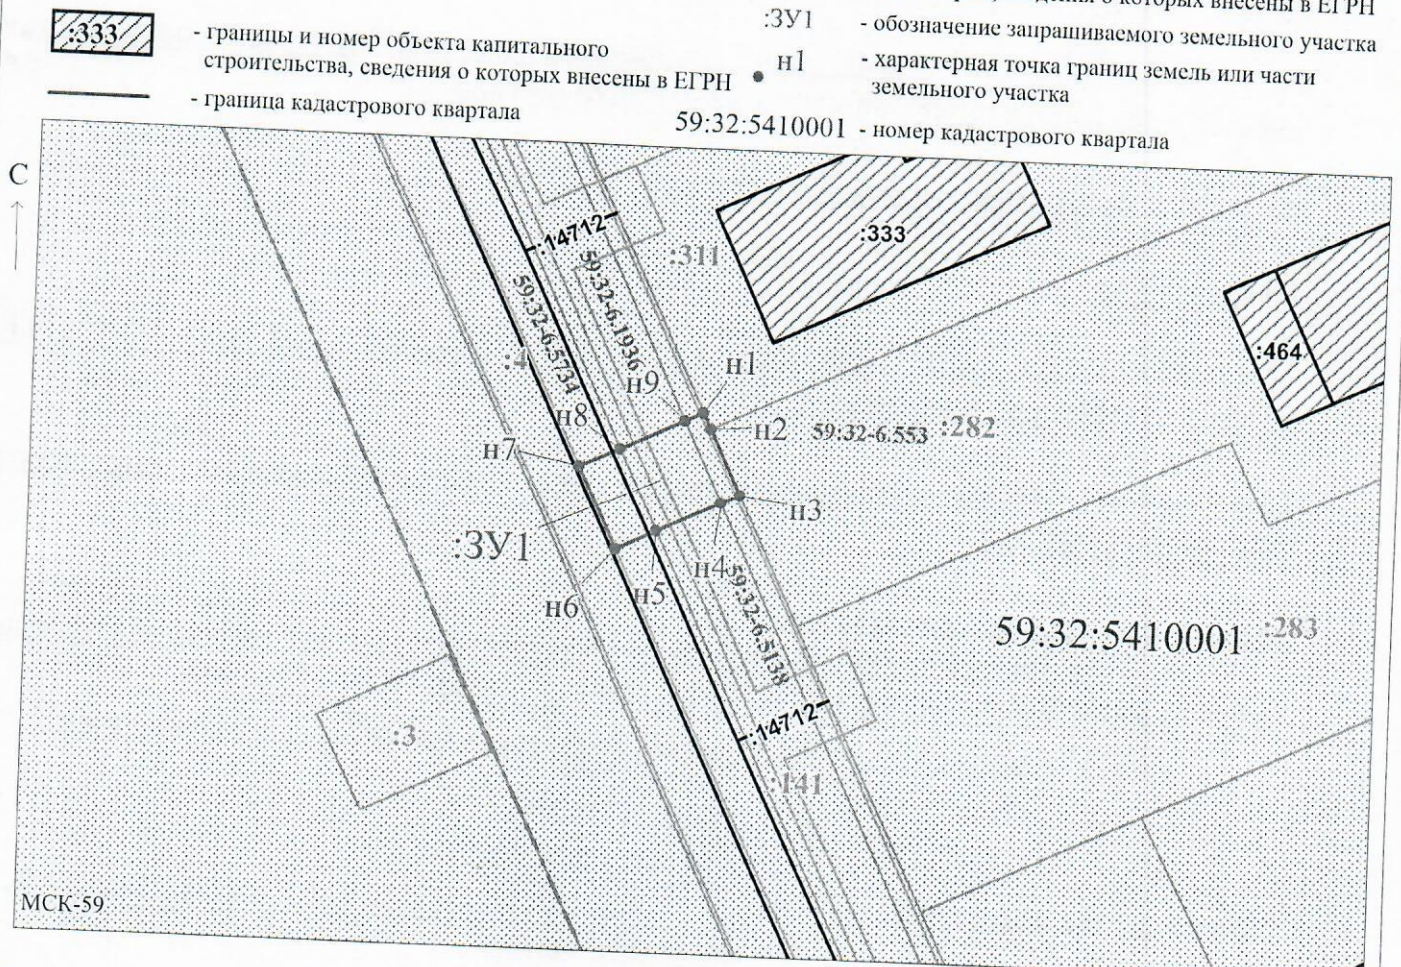 которых внесены в ЕГРН
:333 - границы и номер объекта капитального
строительства, сведения о которых внесены в ЕГРН
- граница кадастрового квартала
:ЗУ1 - обозначение запрашиваемого земельного участка
н1 - характерная точка границ земель или части
земельного участка
59:32:5410001 - номер кадастрового квартала
С
:14712
:311
:333
59:32-6.1936
59:32-6.5734
:4
:464
н9
н1
н8
н2
59:32-6.553
:282
н7
н3
:ЗУ1
н4
н5
н6
59:32-6.5138
59:32:5410001
:283
:3
:14712
:141
МСК-59